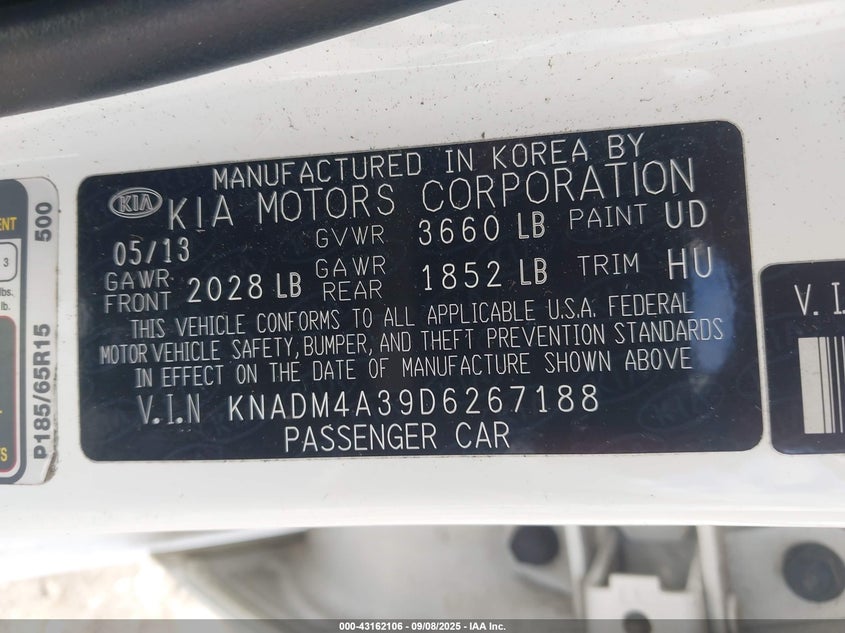 MANUFACTURED IN KOREA BY
KIA KIA MOTORS CORPORATION
05/13 GVWR 3660 LB PAINT UD
GAWR FRONT 2028 LB GAWR REAR 1852 LB TRIM HU
THIS VEHICLE CONFORMS TO ALL APPLICABLE U.S.A. FEDERAL
MOTOR VEHICLE SAFETY, BUMPER, AND THEFT PREVENTION STANDARDS
IN EFFECT ON THE DATE OF MANUFACTURE SHOWN ABOVE
V.I.N KNADM4A39D6267188
PASSENGER CAR
P185/65R15 500
3
lbs.
lb.
V. I
000-43162106 - 09/08/2025 - IAA Inc.